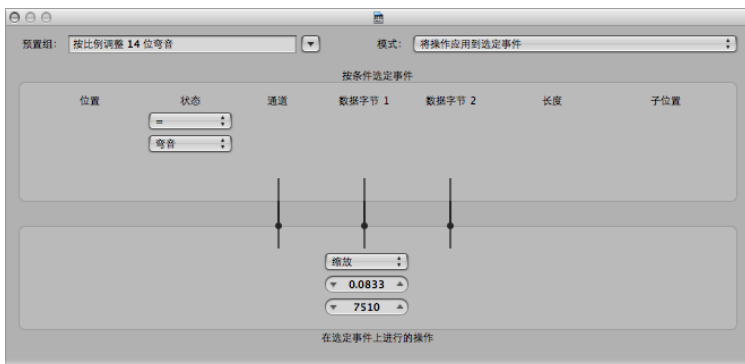 预置组: 按比例调整 14 位弯音 模式: 将操作应用到选定事件
按条件选定事件
位置 状态 通道 数据字节 1 数据字节 2 长度 子位置
=
弯音
缩放
0.0833
7510
在选定事件上进行的操作